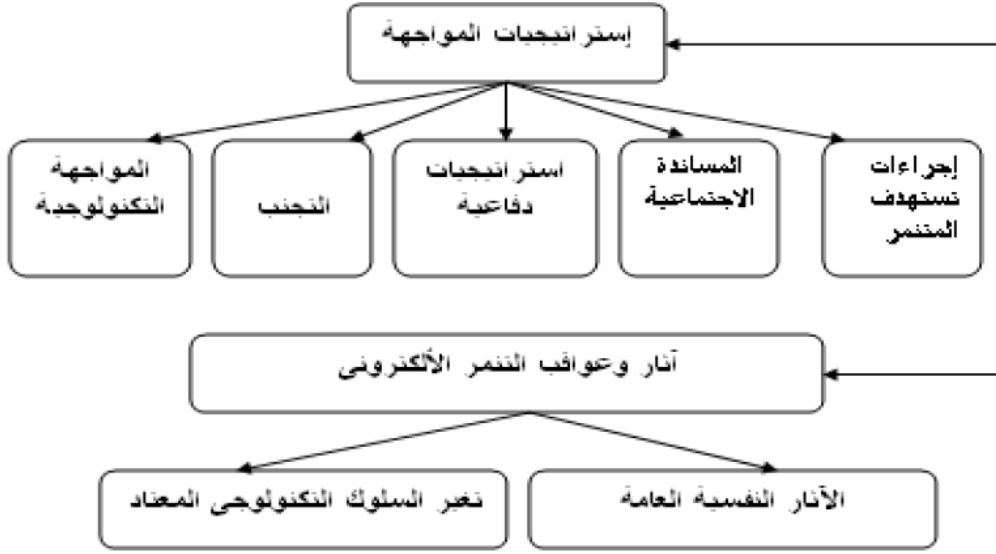 إستراتيجيات المواجهة
إجراءات
تستهدف
المتنمر
المساندة
الاجتماعية
استراتيجيات
دفاعية
التجنب
المواجهة
التكنولوجية
آثار وعواقب التنمر الألكترونى
الآثار النفسية العامة
تغير السلوك التكنولوجى المعتاد